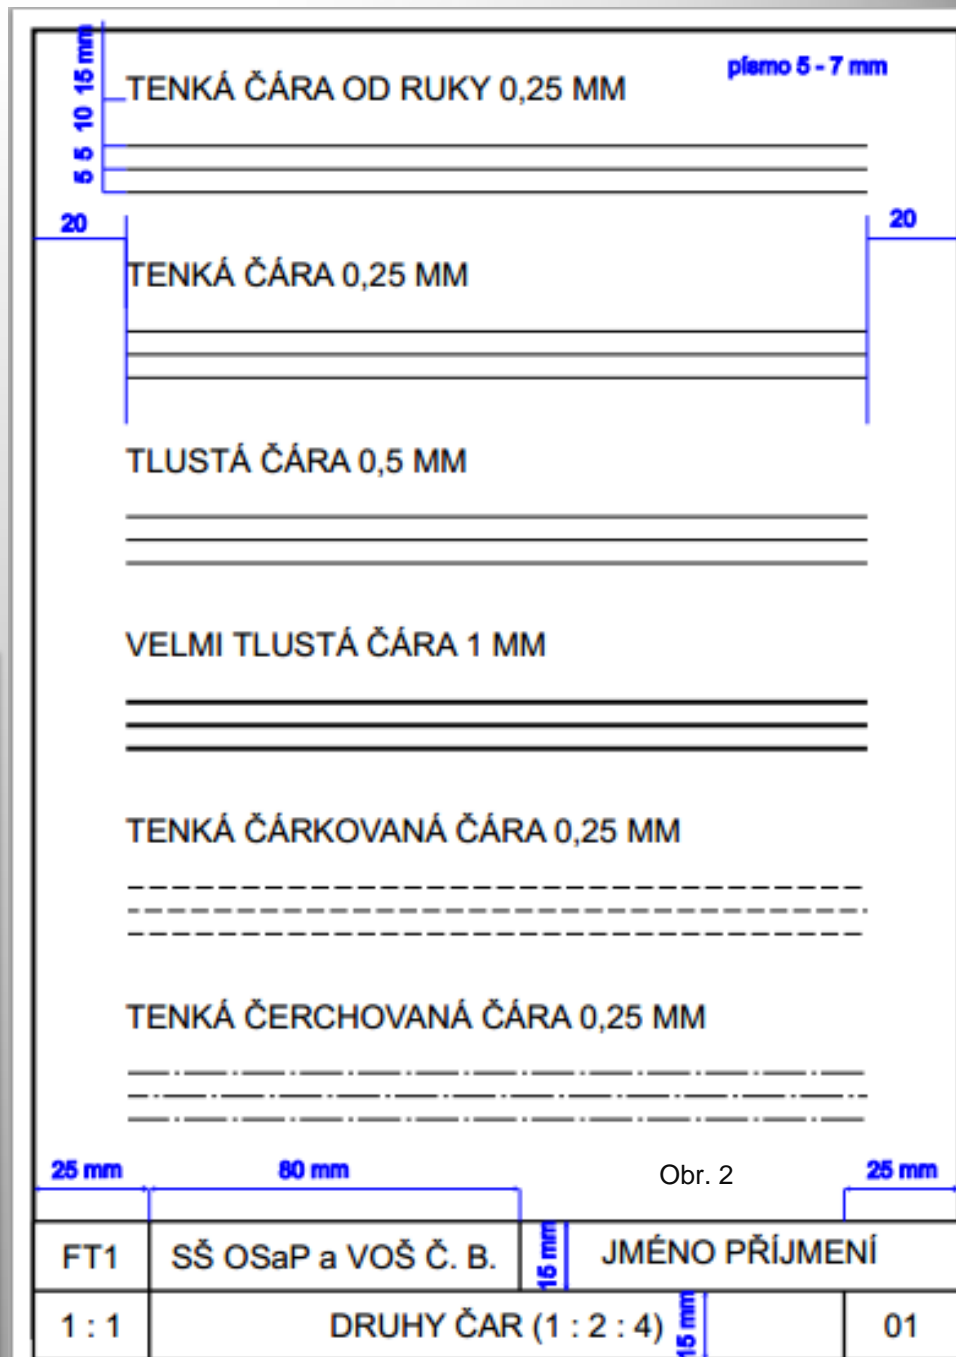 písmo 5 - 7 mm
5 5 10 15 mm
TENKÁ ČÁRA OD RUKY 0,25 MM
20
20
TENKÁ ČÁRA 0,25 MM
TLUSTÁ ČÁRA 0,5 MM
VELMI TLUSTÁ ČÁRA 1 MM
TENKÁ ČÁRKOVANÁ ČÁRA 0,25 MM
TENKÁ ČERCHOVANÁ ČÁRA 0,25 MM
25 mm
80 mm
Obr. 2
25 mm
FT1
SŠ OSaP a VOŠ Č. B.
15 mm
JMÉNO PŘÍJMENÍ
1 : 1
DRUHY ČAR (1 : 2 : 4)
15 mm
01